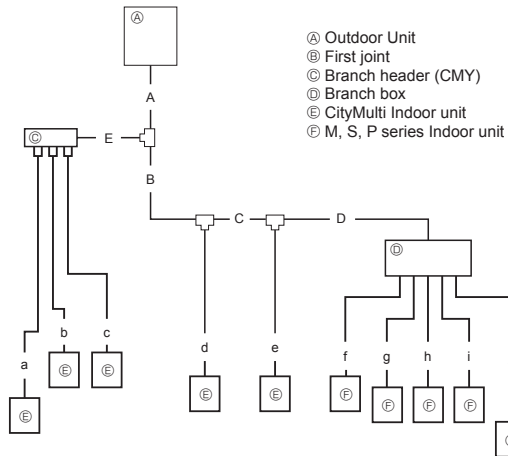 Ⓐ
Ⓐ Outdoor Unit
Ⓑ First joint
Ⓒ Branch header (CMY)
Ⓓ Branch box
Ⓔ CityMulti Indoor unit
Ⓕ M, S, P series Indoor unit
A
Ⓒ
E
B
C
D
Ⓓ
a
b
c
d
e
f
g
h
i
Ⓔ
Ⓔ
Ⓔ
Ⓔ
Ⓔ
Ⓕ
Ⓕ
Ⓕ
Ⓕ